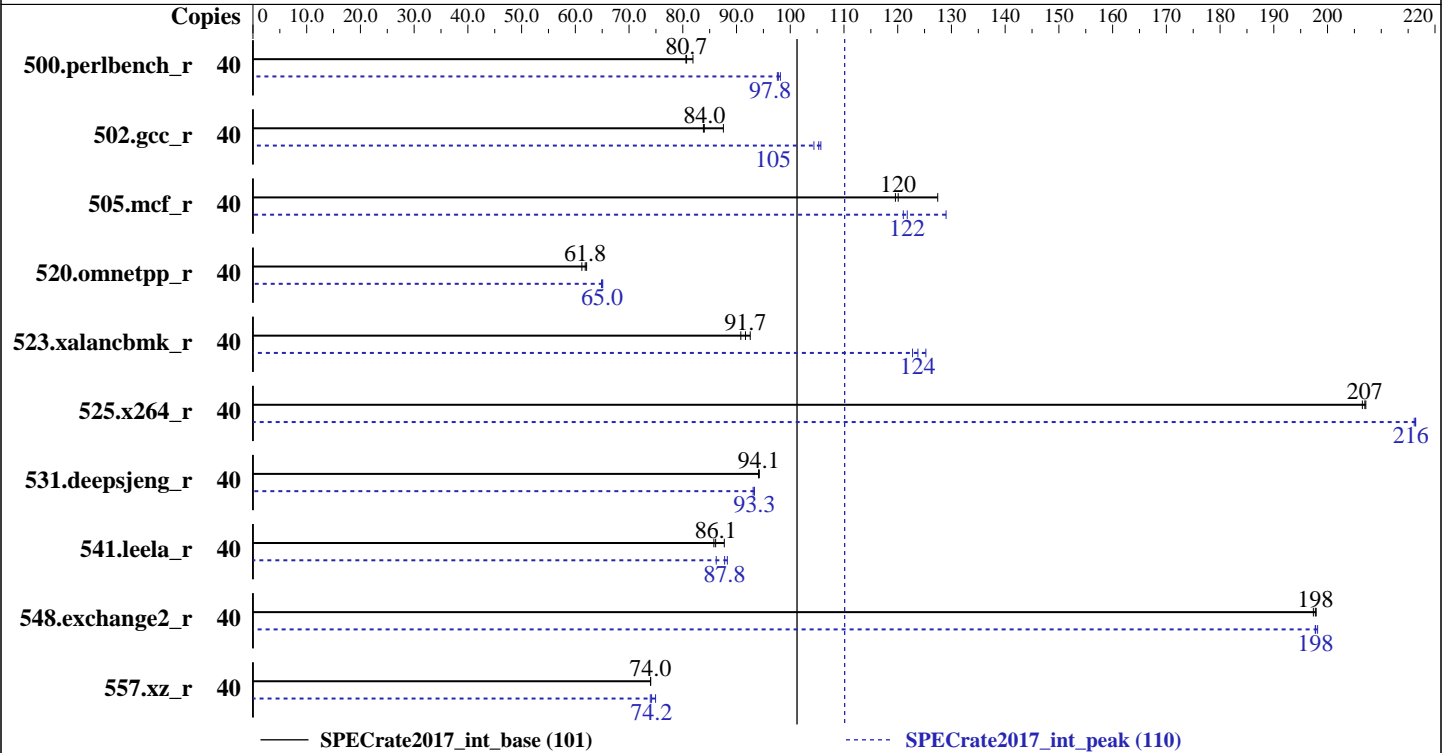 Copies 0 10.0 20.0 30.0 40.0 50.0 60.0 70.0 80.0 90.0 100 110 120 130 140 150 160 170 180 190 200 220
80.7
500.perlbench_r 40
97.8
84.0
502.gcc_r 40
105
120
505.mcf_r 40
122
61.8
520.omnetpp_r 40
65.0
91.7
523.xalancbmk_r 40
124
207
525.x264_r 40
216
94.1
531.deepsjeng_r 40
93.3
86.1
541.leela_r 40
87.8
198
548.exchange2_r 40
198
74.0
557.xz_r 40
74.2
SPECrate2017_int_base (101) SPECrate2017_int_peak (110)